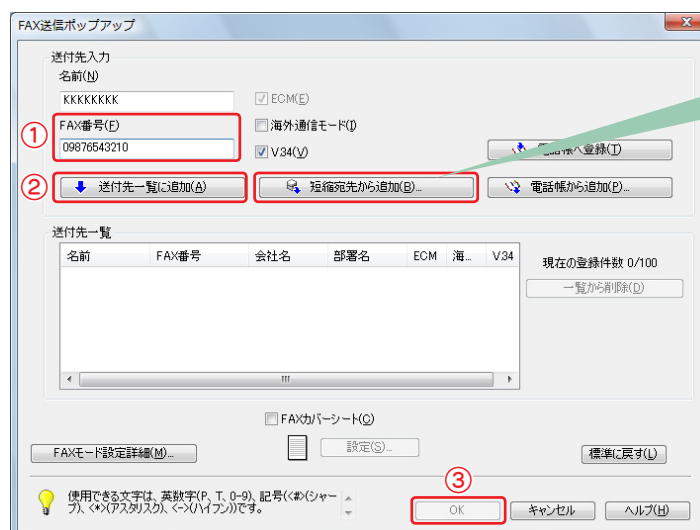 FAX送信ポップアップ
送付先入力
名前(N)
KKKKKKKK
ECM(E)
① FAX番号(F)
海外通信モード(I)
09876543210
V.34(V)
電話帳へ登録(T)
② 送付先一覧に追加(A)
短縮宛先から追加(B)...
電話帳から追加(P)...
送付先一覧
名前 FAX番号 会社名 部署名 ECM 海... V.34
現在の登録件数 0/100
一覧から削除(D)
FAXカバーシート(C)
FAXモード設定詳細(M)...
設定(S)...
標準に戻す(L)
③
使用できる文字は、英数字(P、T、0-9)、記号(<#>(シャー
プ)、<*>(アスタリスク)、<->(ハイフン))です。
OK
キャンセル
ヘルプ(H)